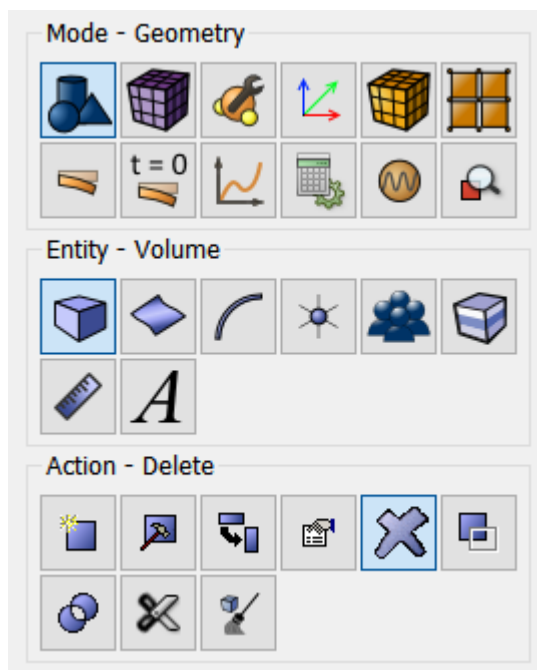 Mode - Geometry
t = 0
Entity - Volume
A
Action - Delete